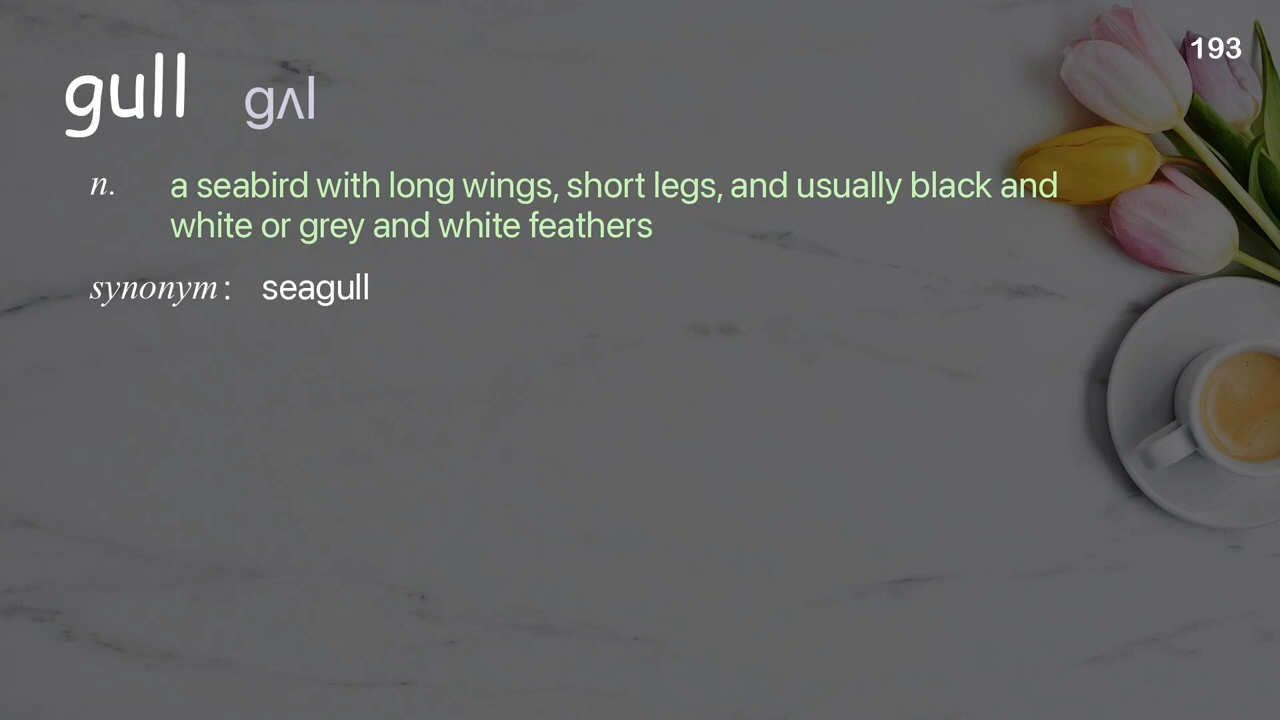 193
gull gʌl
n. a seabird with long wings, short legs, and usually black and
white or grey and white feathers
synonym: seagull